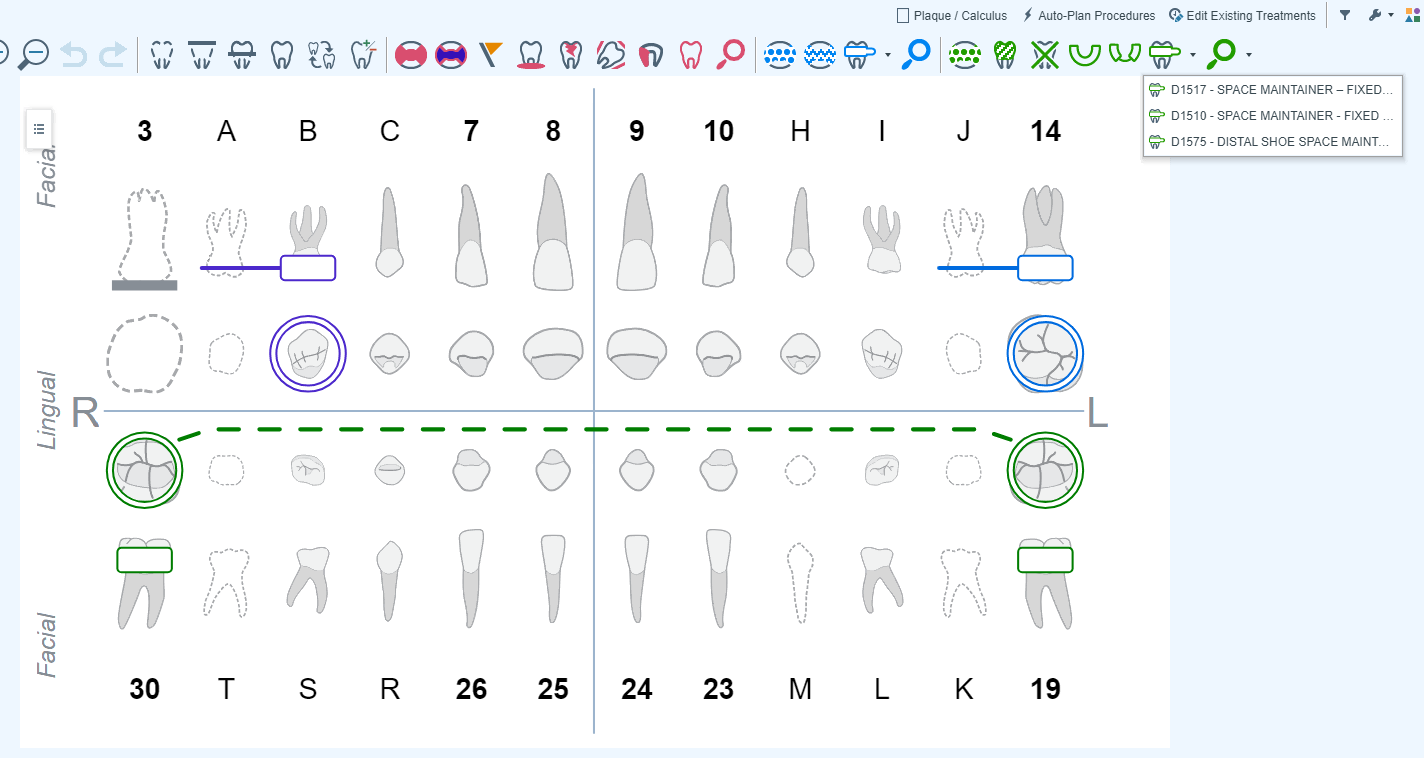 Plaque / Calculus Auto-Plan Procedures Edit Existing Treatments
D1517 - SPACE MAINTAINER – FIXED...
D1510 - SPACE MAINTAINER - FIXED ...
D1575 - DISTAL SHOE SPACE MAINT...
3 A B C 7 8 9 10 H I J 14
Facial
Lingual
R L
Facial
30 T S R 26 25 24 23 M L K 19